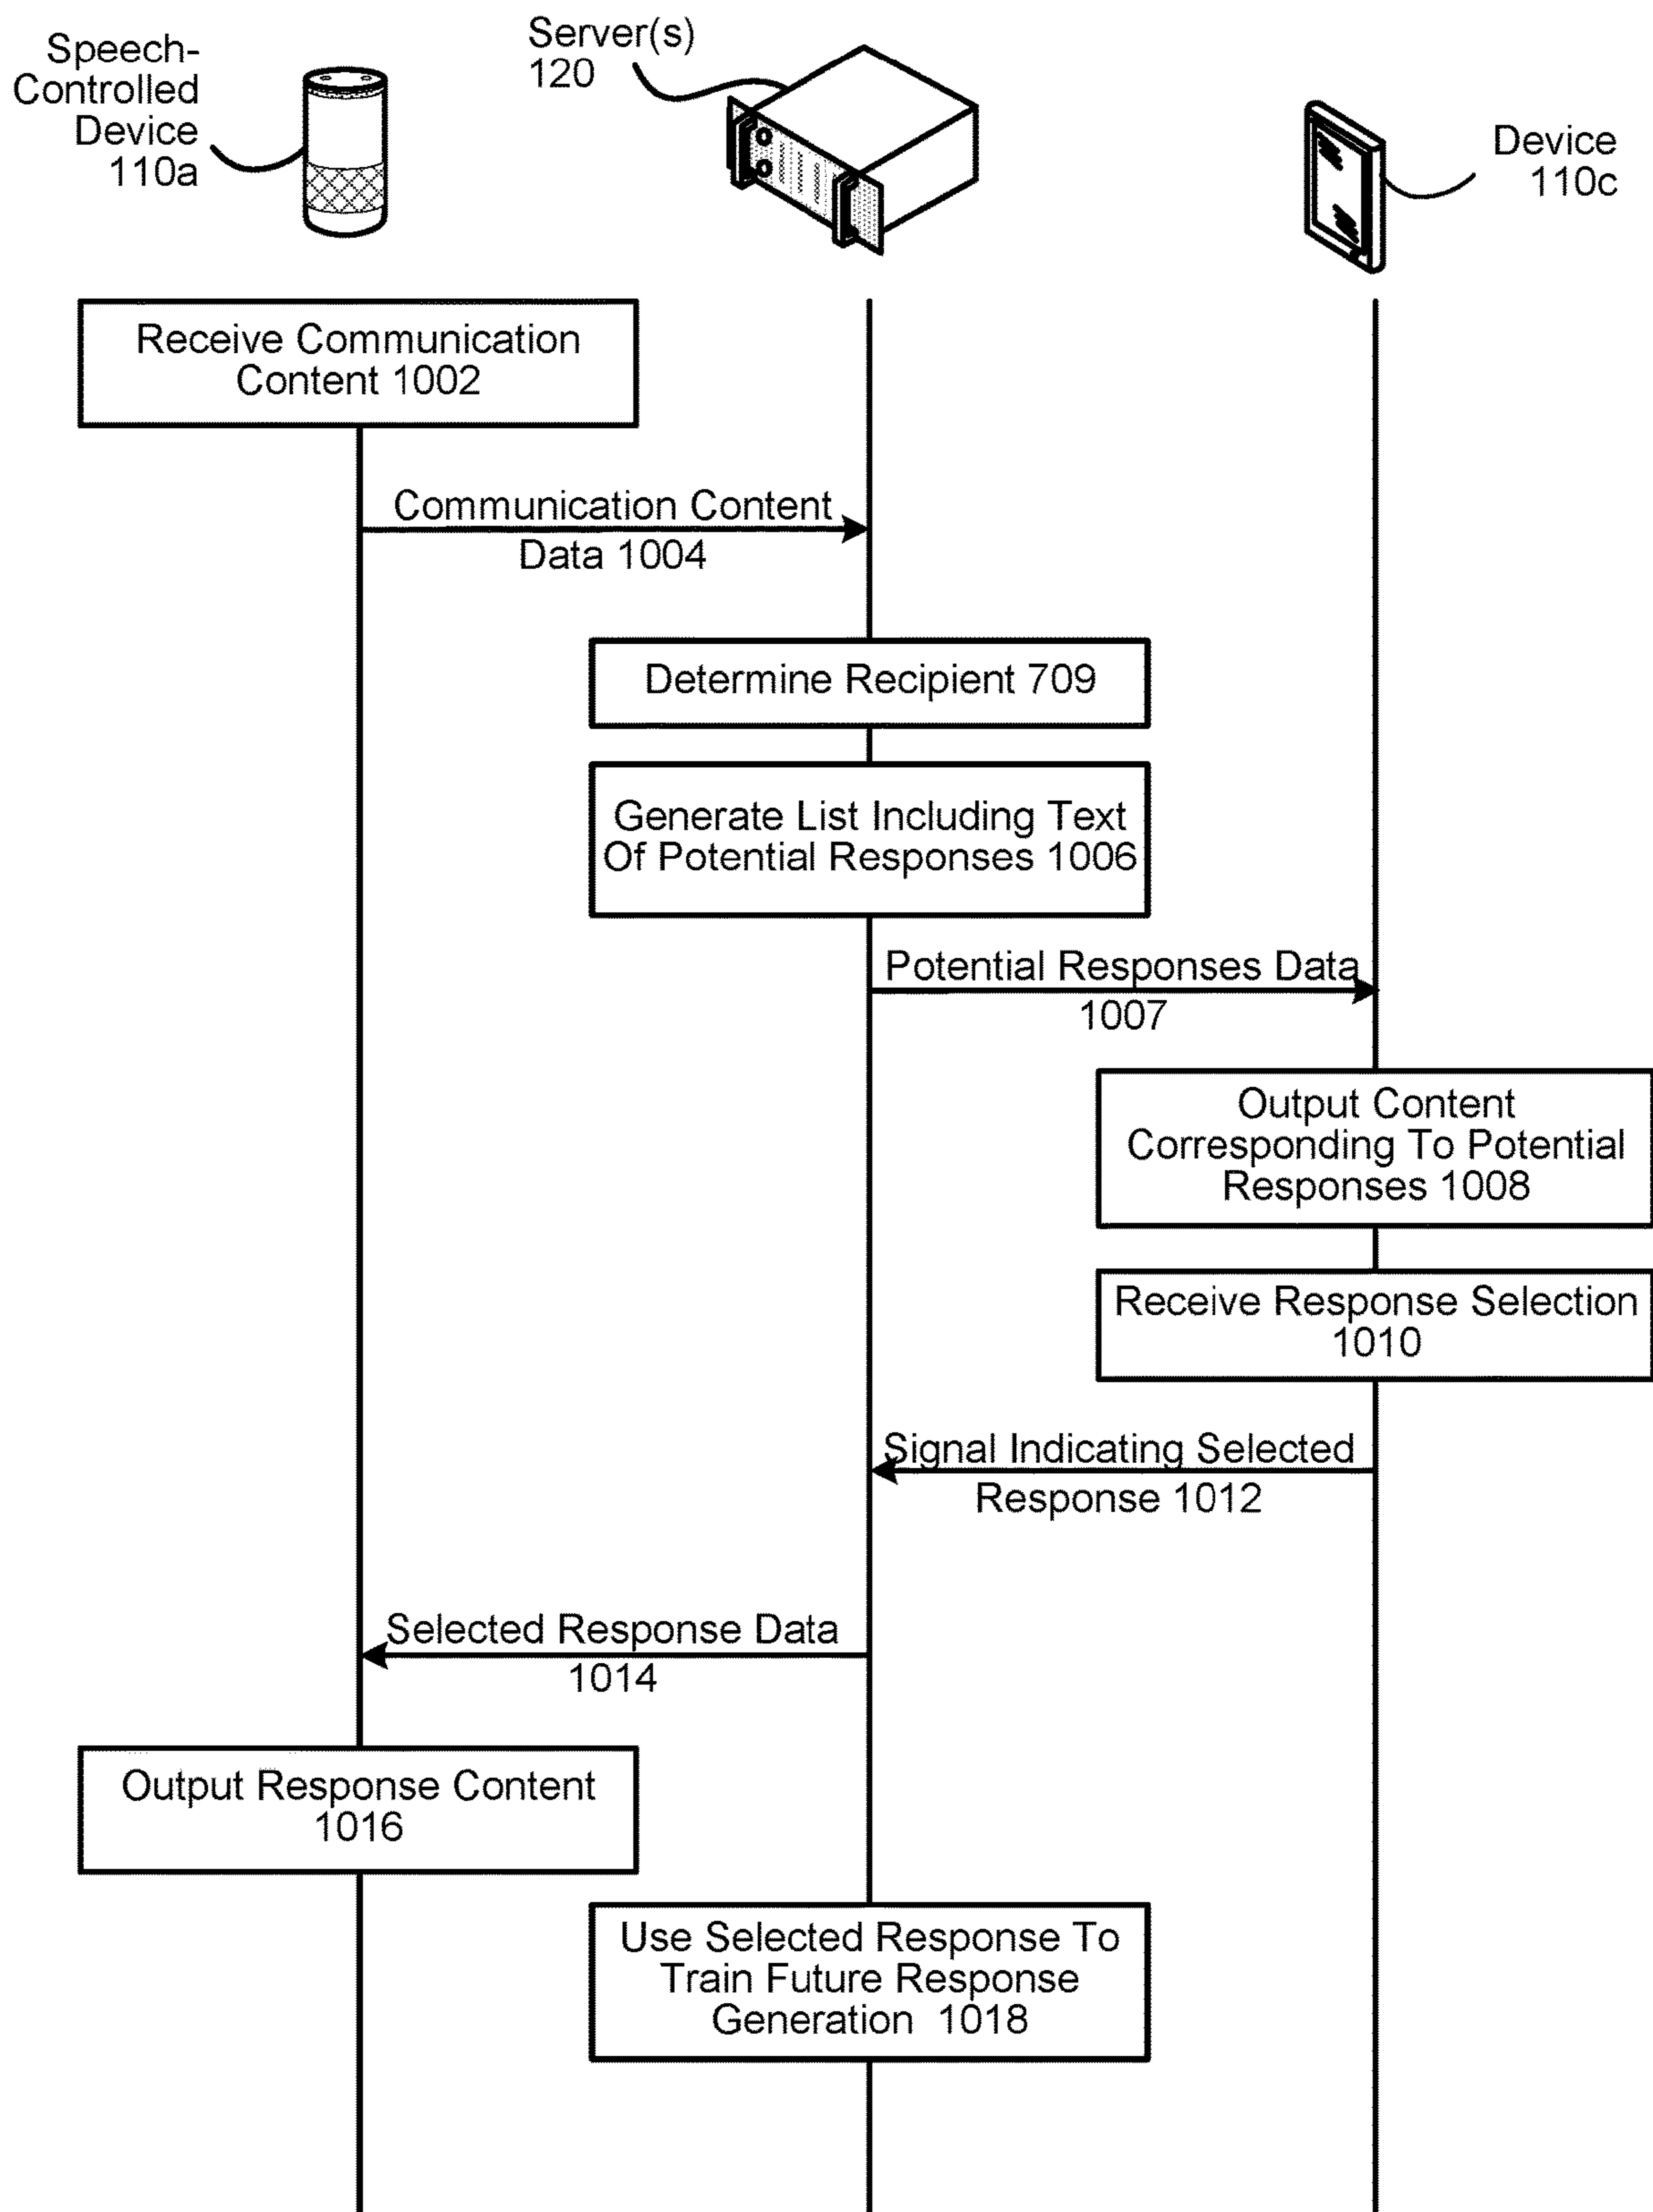 Speech-
Controlled
Device
110a
Server(s)
120
Device
110c
Receive Communication
Content 1002
Communication Content
Data 1004
Determine Recipient 709
Generate List Including Text
Of Potential Responses 1006
Potential Responses Data
1007
Output Content
Corresponding To Potential
Responses 1008
Receive Response Selection
1010
Signal Indicating Selected
Response 1012
Selected Response Data
1014
Output Response Content
1016
Use Selected Response To
Train Future Response
Generation 1018